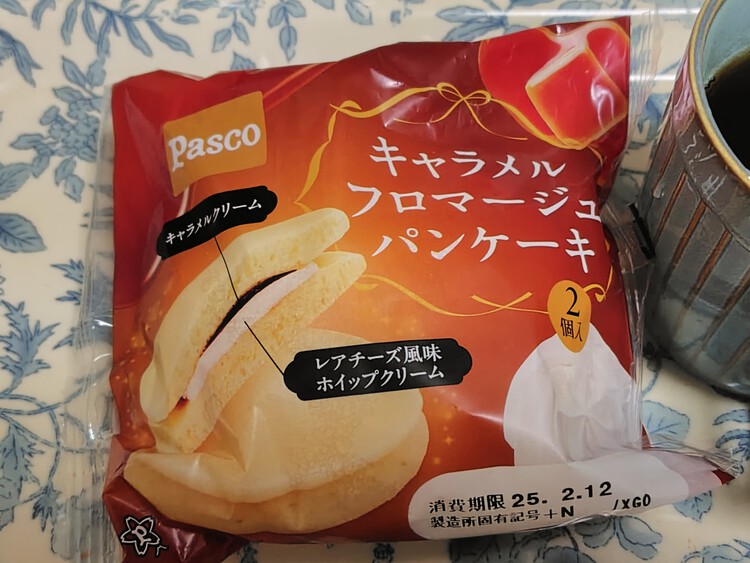 Pasco
キャラメル
フロマージュ
パンケーキ
キャラメルクリーム
レアチーズ風味
ホイップクリーム
2
個入
消費期限 25. 2.12
製造所固有記号+N /XGO